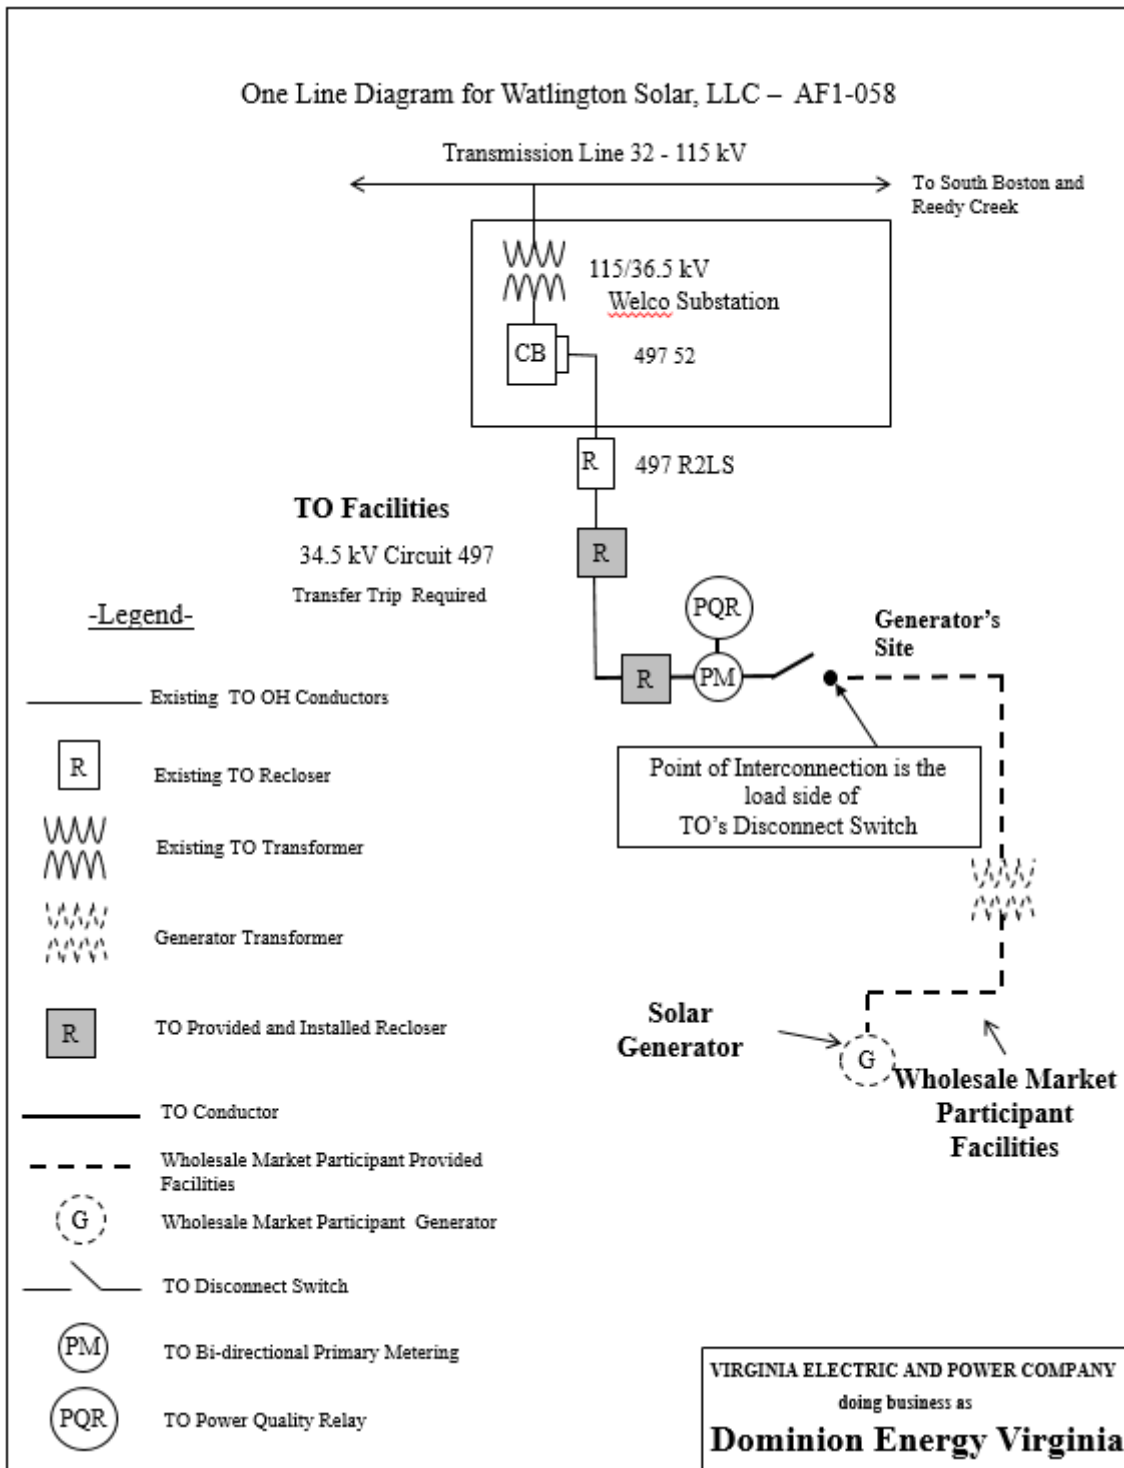 One Line Diagram for Watlington Solar, LLC – AF1-058
Transmission Line 32 - 115 kV
To South Boston and
Reedy Creek
115/36.5 kV
Welco Substation
CB
497 52
R
497 R2LS
TO Facilities
34.5 kV Circuit 497
R
Transfer Trip Required
-Legend-
PQR
Generator's
Site
R
PM
Existing TO OH Conductors
Point of Interconnection is the
load side of
TO's Disconnect Switch
R
Existing TO Recloser
Existing TO Transformer
Generator Transformer
R
TO Provided and Installed Recloser
Solar
Generator
G
Wholesale Market
Participant
Facilities
TO Conductor
Wholesale Market Participant Provided
Facilities
G
Wholesale Market Participant Generator
TO Disconnect Switch
PM
TO Bi-directional Primary Metering
PQR
TO Power Quality Relay
VIRGINIA ELECTRIC AND POWER COMPANY
doing business as
Dominion Energy Virginia